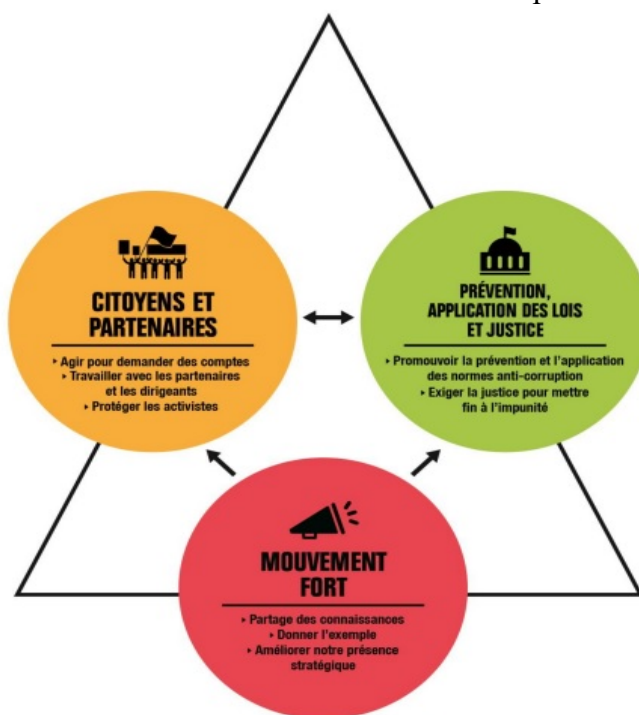 CITOYENS ET
PARTENAIRES
‣ Agir pour demander des comptes
‣ Travailler avec les partenaires
et les dirigeants
‣ Protéger les activistes
PRÉVENTION,
APPLICATION DES LOIS
ET JUSTICE
‣ Promouvoir la prévention et l'application
des normes anti-corruption
‣ Exiger la justice pour mettre
fin à l'impunité
MOUVEMENT
FORT
‣ Partage des connaissances
‣ Donner l'exemple
‣ Améliorer notre présence
stratégique